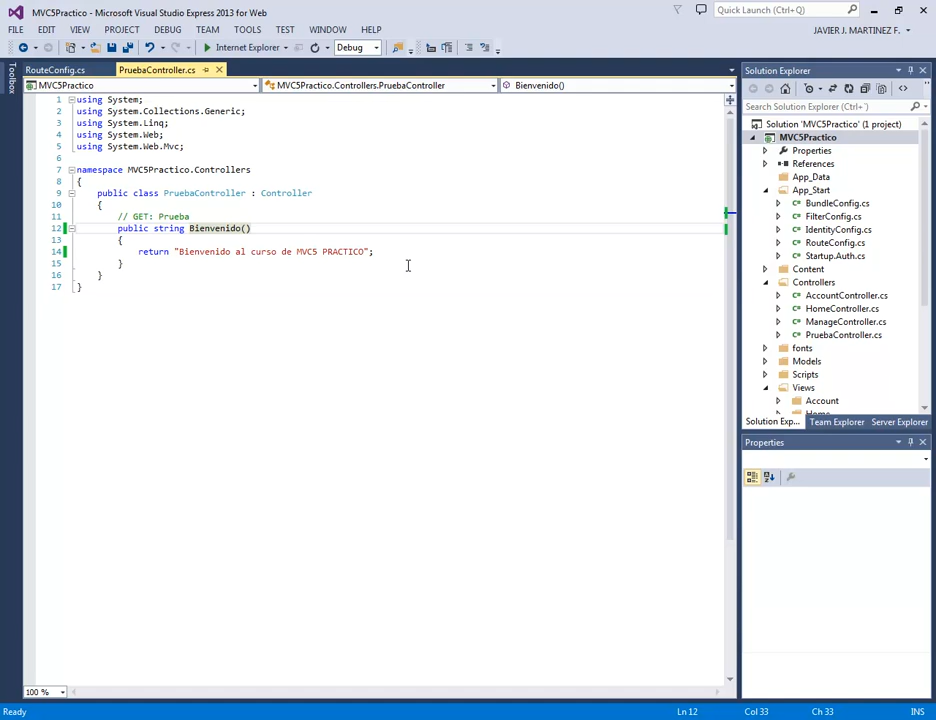 MVC5Practico - Microsoft Visual Studio Express 2013 for Web
Quick Launch (Ctrl+Q)
FILE EDIT VIEW PROJECT DEBUG TEAM TOOLS TEST WINDOW HELP
JAVIER J. MARTINEZ F.
Internet Explorer Debug
Toolbox
RouteConfig.cs PruebaController.cs
MVC5Practico MVC5Practico.Controllers.PruebaController Bienvenido()
1 using System;
2 using System.Collections.Generic;
3 using System.Linq;
4 using System.Web;
5 using System.Web.Mvc;
6
7 namespace MVC5Practico.Controllers
8 {
9 public class PruebaController : Controller
10 {
11 // GET: Prueba
12 public string Bienvenido()
13 {
14 return "Bienvenido al curso de MVC5 PRACTICO";
15 }
16 }
17 }
100 %
Solution Explorer
Search Solution Explorer (Ctrl+')
Solution 'MVC5Practico' (1 project)
MVC5Practico
Properties
References
App_Data
App_Start
BundleConfig.cs
FilterConfig.cs
IdentityConfig.cs
RouteConfig.cs
Startup.Auth.cs
Content
Controllers
AccountController.cs
HomeController.cs
ManageController.cs
PruebaController.cs
fonts
Models
Scripts
Views
Account
Home
Solution Exp... Team Explorer Server Explorer
Properties
Ready Ln 12 Col 33 Ch 33 INS